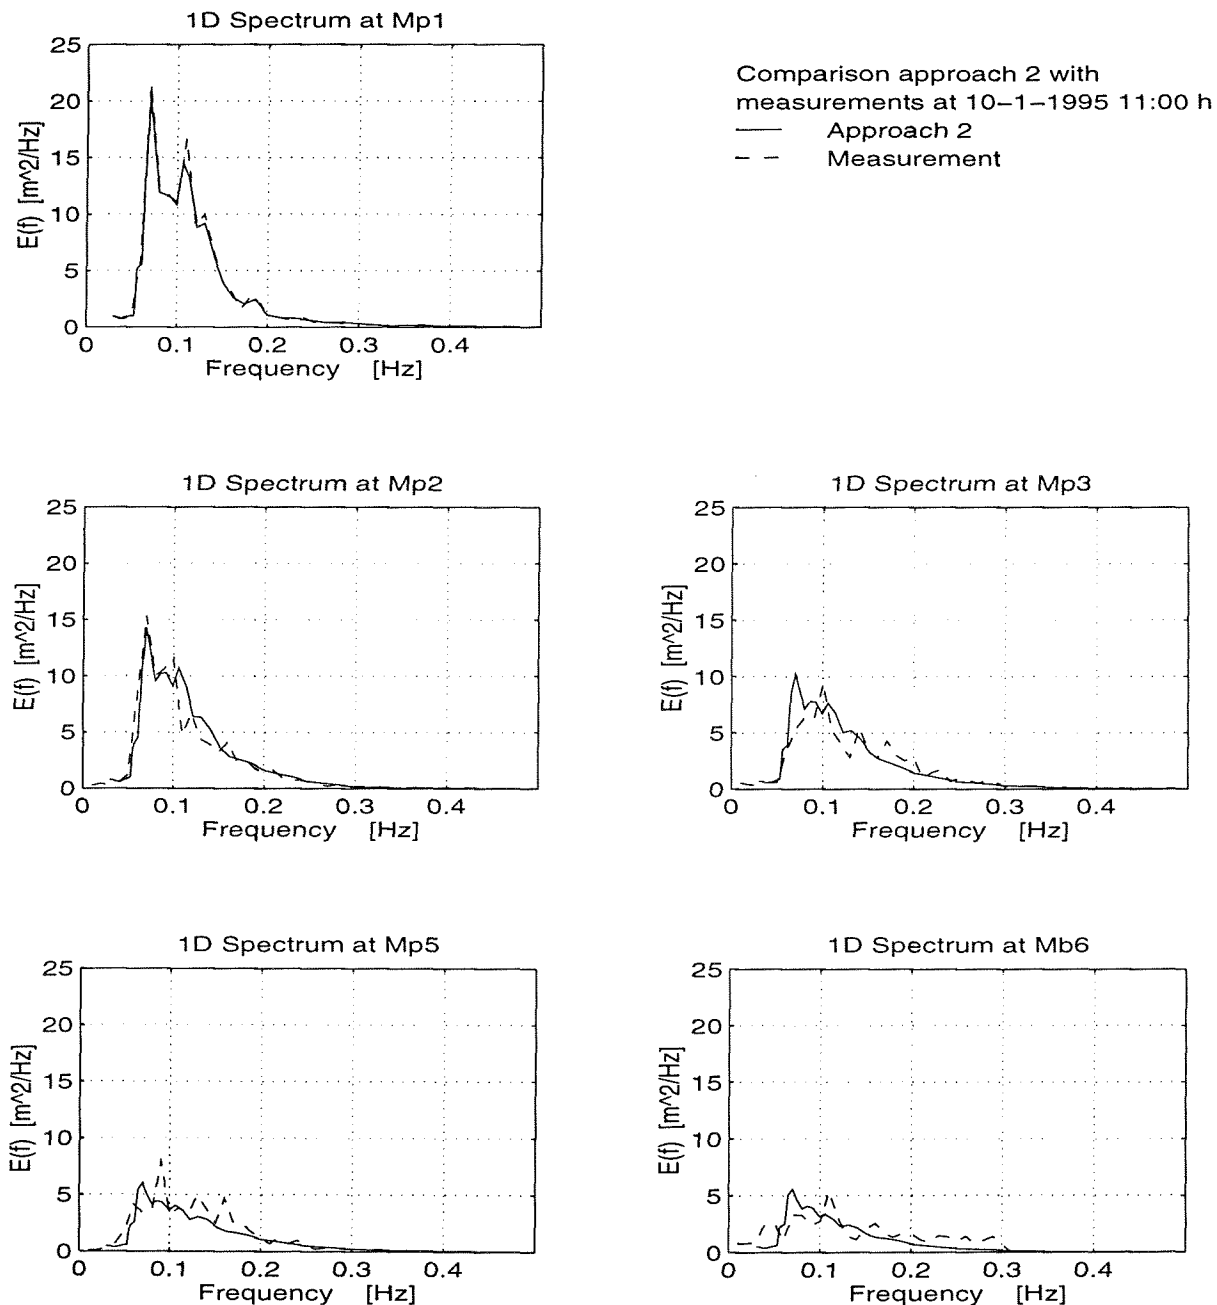 1D Spectrum at Mp1
25
20
15
10
5
0
E(f) [m^2/Hz]
0 0.1 0.2 0.3 0.4
Frequency [Hz]
Comparison approach 2 with
measurements at 10-1-1995 11:00 h
Approach 2
Measurement
1D Spectrum at Mp2
25
20
15
10
5
0
E(f) [m^2/Hz]
0 0.1 0.2 0.3 0.4
Frequency [Hz]
1D Spectrum at Mp3
25
20
15
10
5
0
E(f) [m^2/Hz]
0 0.1 0.2 0.3 0.4
Frequency [Hz]
1D Spectrum at Mp5
25
20
15
10
5
0
E(f) [m^2/Hz]
0 0.1 0.2 0.3 0.4
Frequency [Hz]
1D Spectrum at Mb6
25
20
15
10
5
0
E(f) [m^2/Hz]
0 0.1 0.2 0.3 0.4
Frequency [Hz]